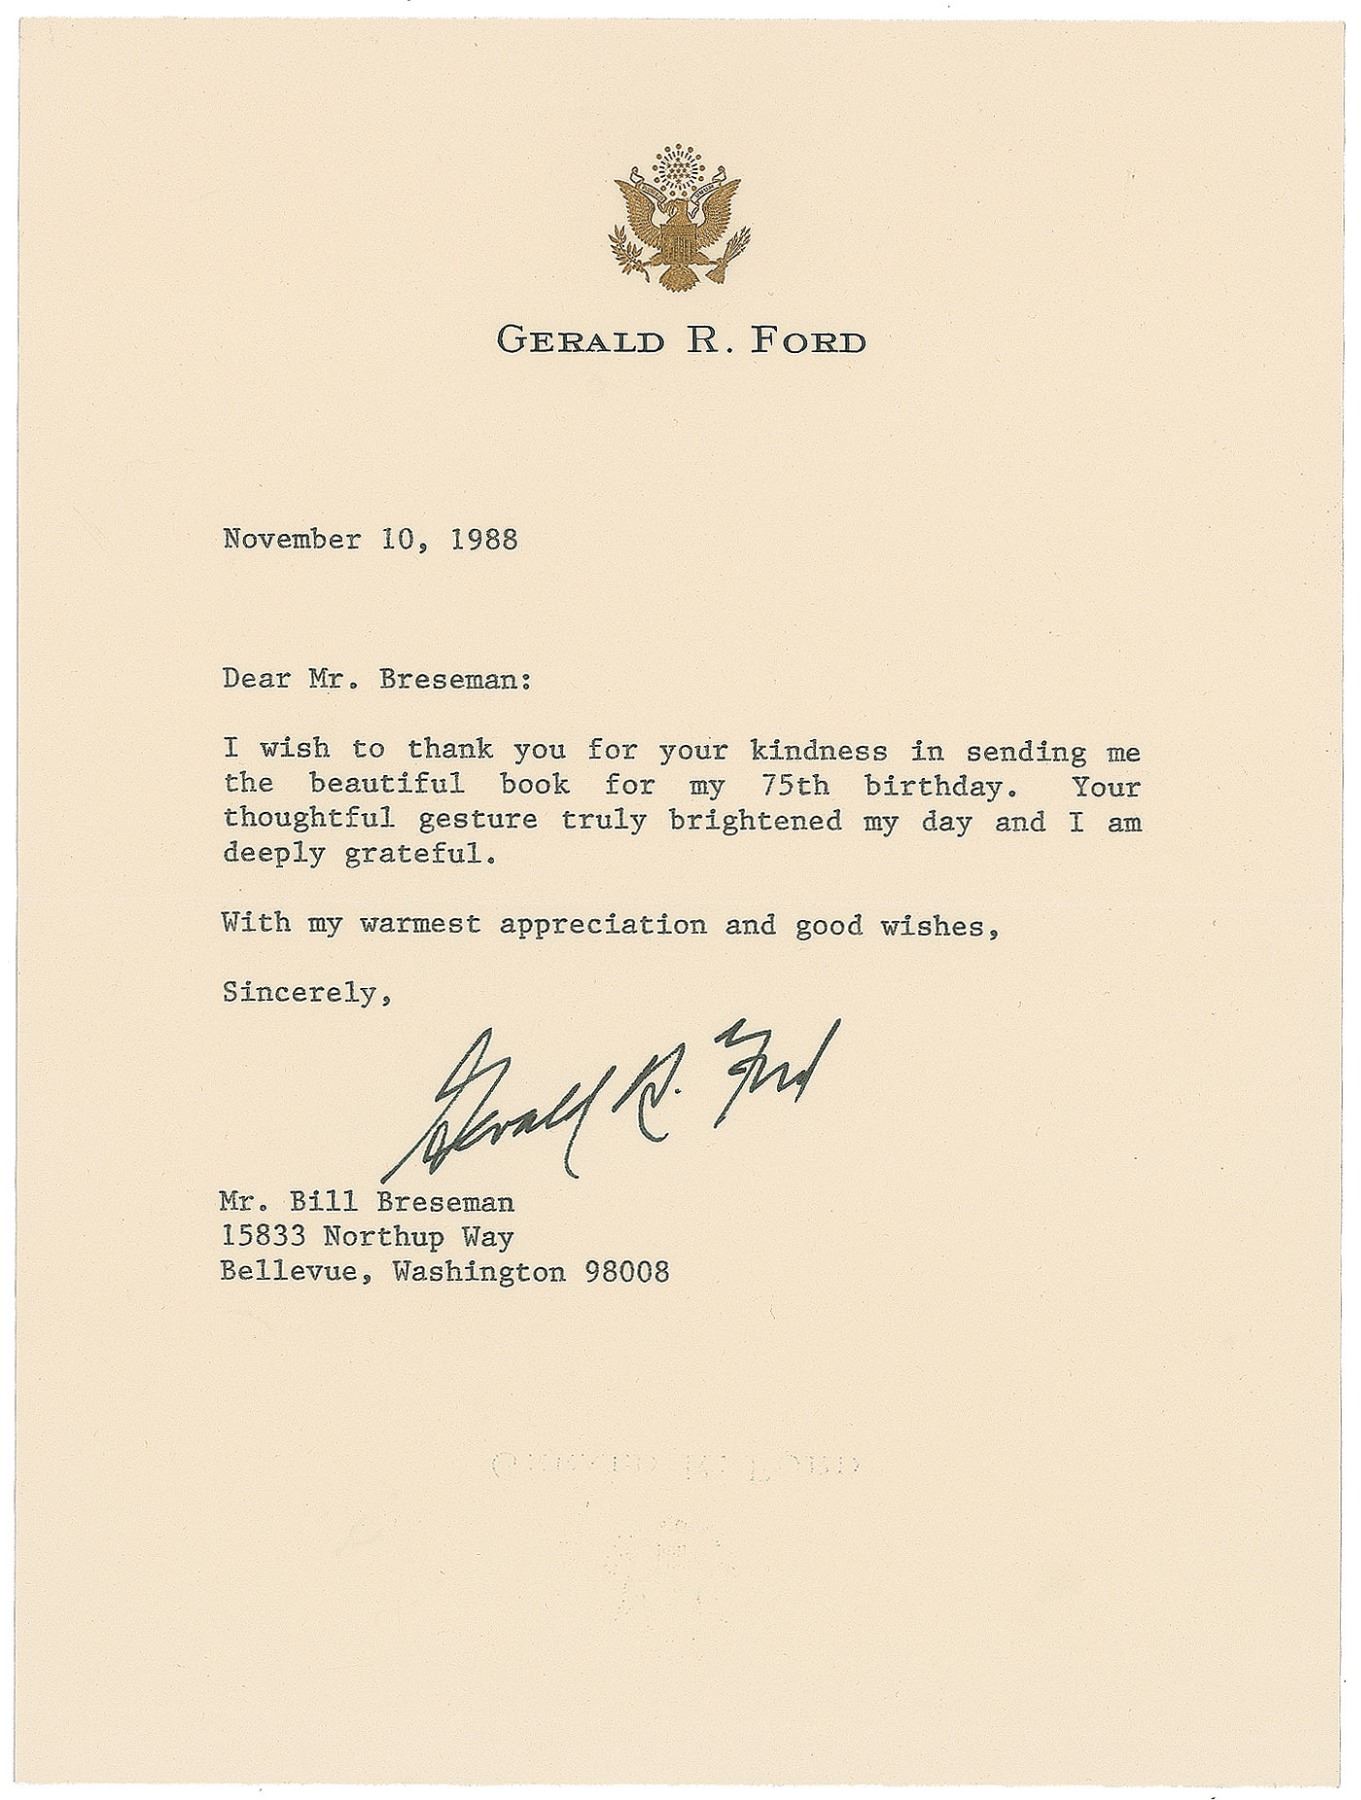 GERALD R. FORD
November 10, 1988
Dear Mr. Breseman:
I wish to thank you for your kindness in sending me
the beautiful book for my 75th birthday. Your
thoughtful gesture truly brightened my day and I am
deeply grateful.
With my warmest appreciation and good wishes,
Sincerely,
Gerald R. Ford
Mr. Bill Breseman
15833 Northup Way
Bellevue, Washington 98008